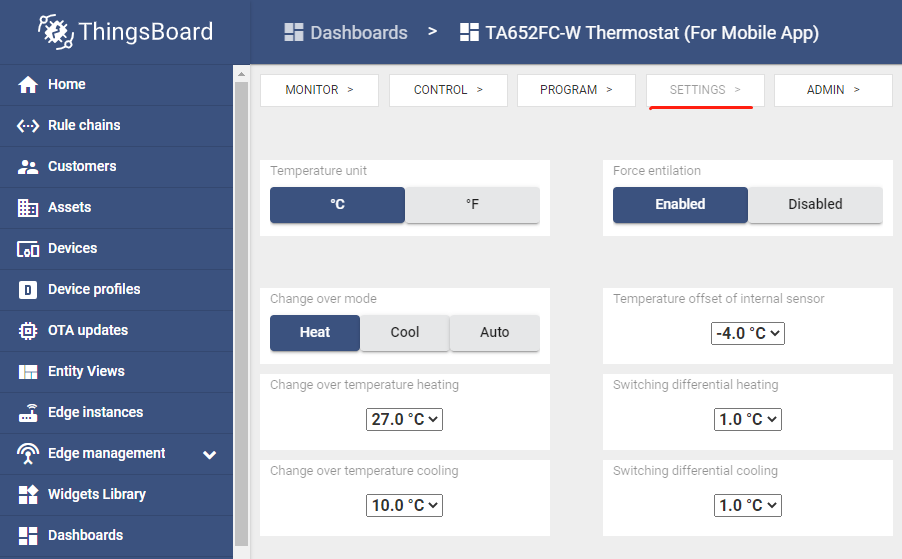 ThingsBoard
Dashboards > TA652FC-W Thermostat (For Mobile App)
Home
Rule chains
Customers
Assets
Devices
Device profiles
OTA updates
Entity Views
Edge instances
Edge management
Widgets Library
Dashboards
MONITOR > CONTROL > PROGRAM > SETTINGS > ADMIN >
Temperature unit
°C °F
Force entilation
Enabled Disabled
Change over mode
Heat Cool Auto
Temperature offset of internal sensor
-4.0 °C
Change over temperature heating
27.0 °C
Switching differential heating
1.0 °C
Change over temperature cooling
10.0 °C
Switching differential cooling
1.0 °C